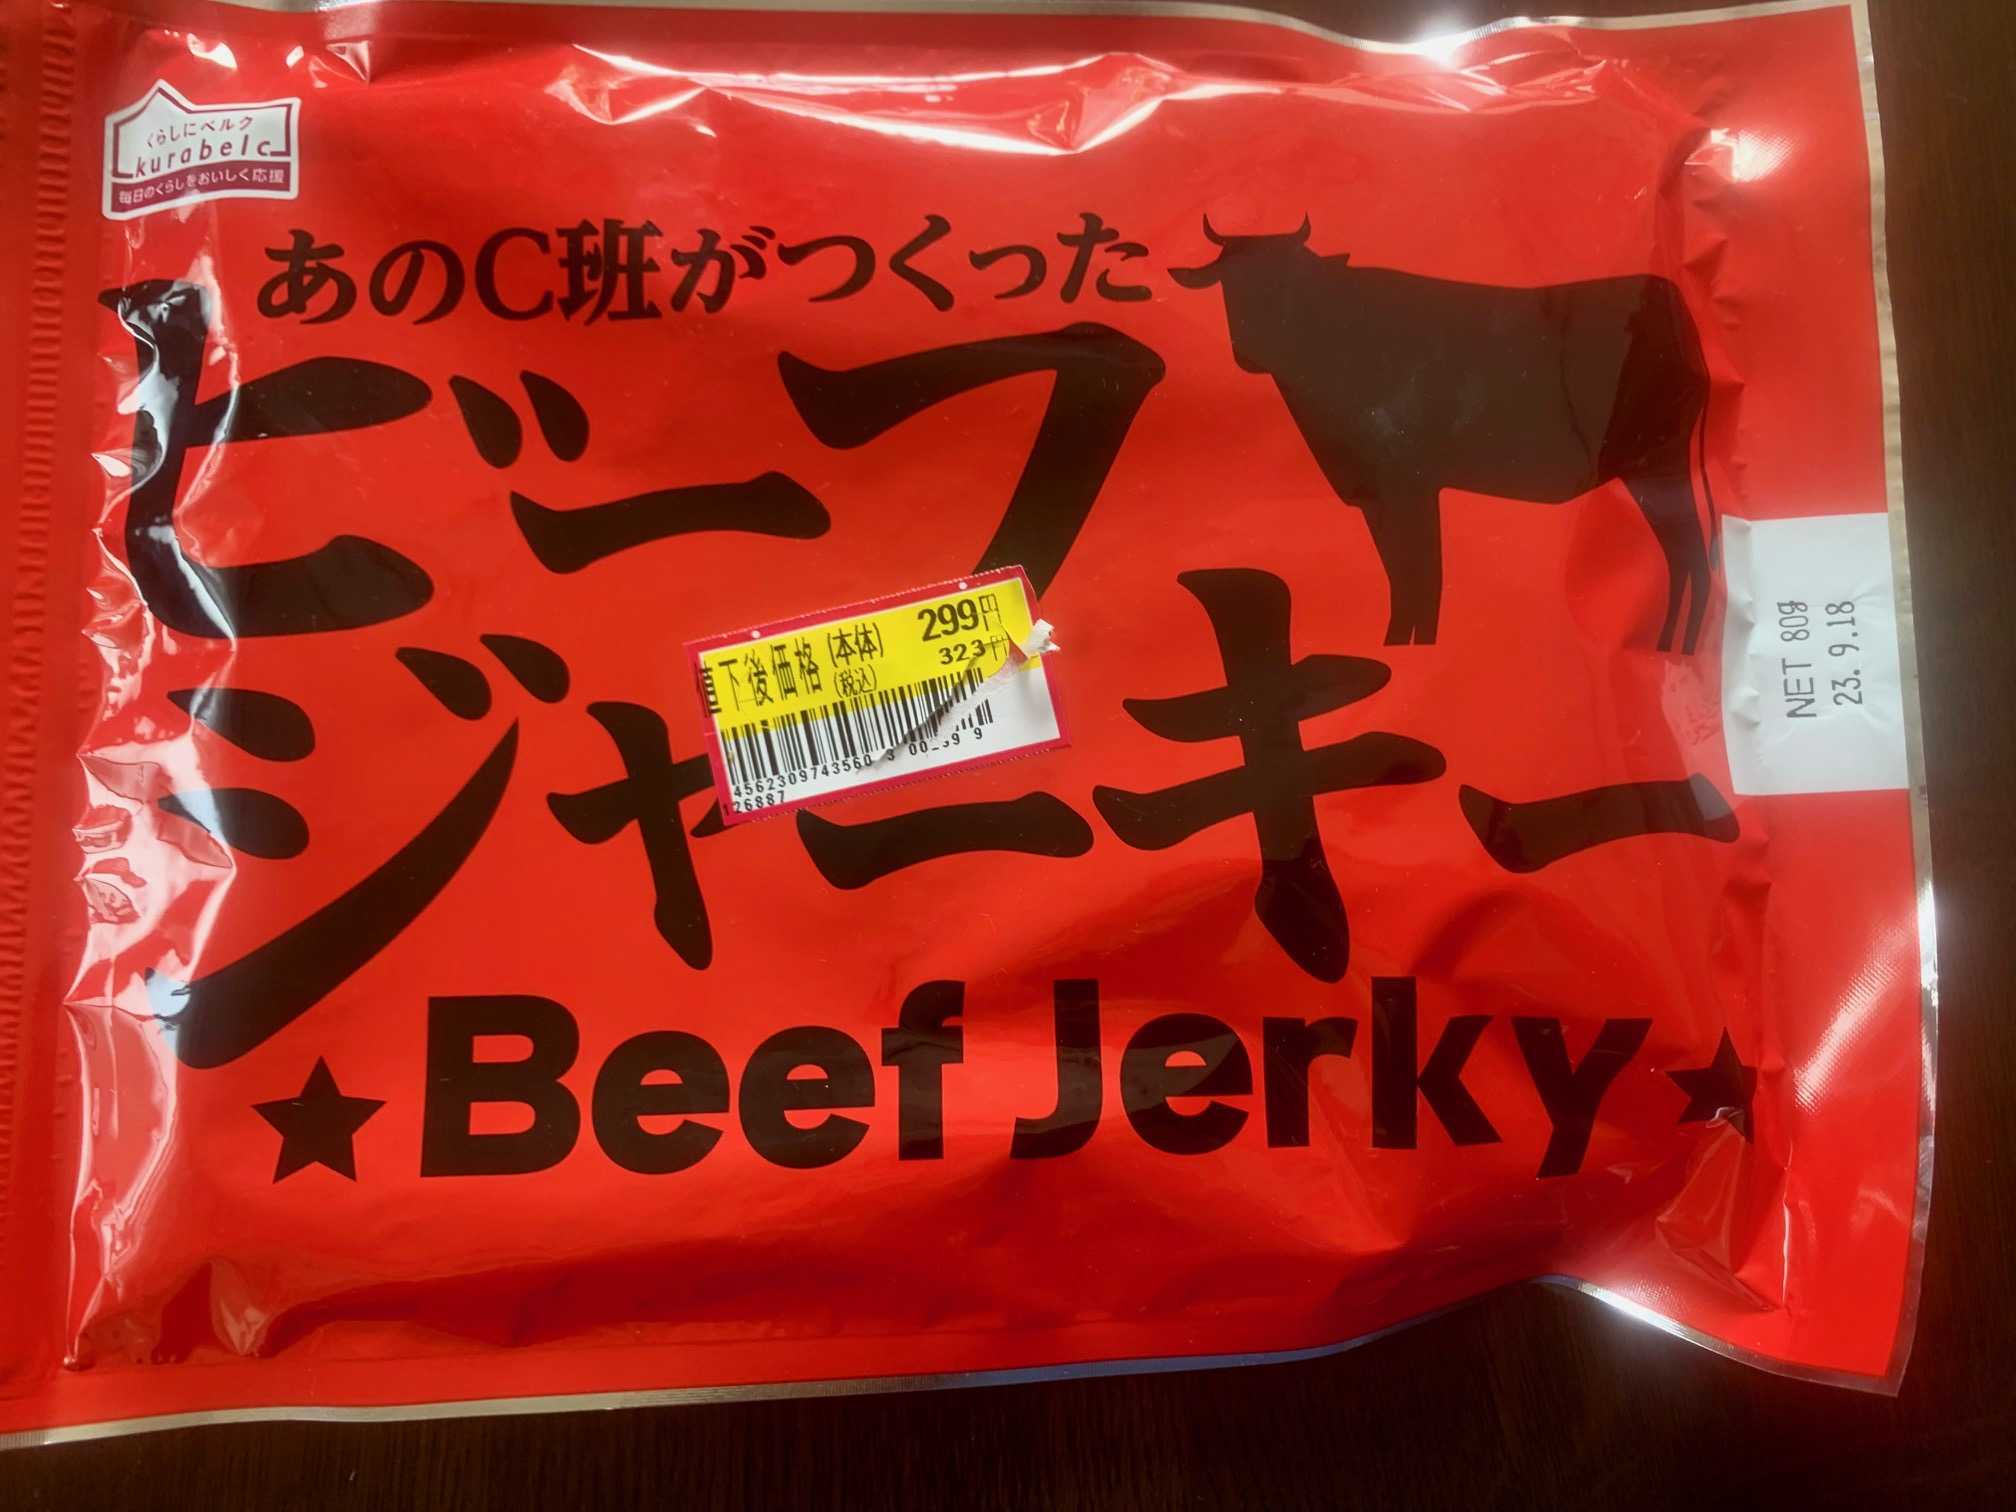 くらしにベルク
kurabelc
毎日のくらしをおいしく応援
あのC班がつくった
ビーフ
ジャーキー
値下後価格(本体) 299円
(税込) 323円
4562309743560
126887
NET 80g
23. 9.18
★Beef Jerky★